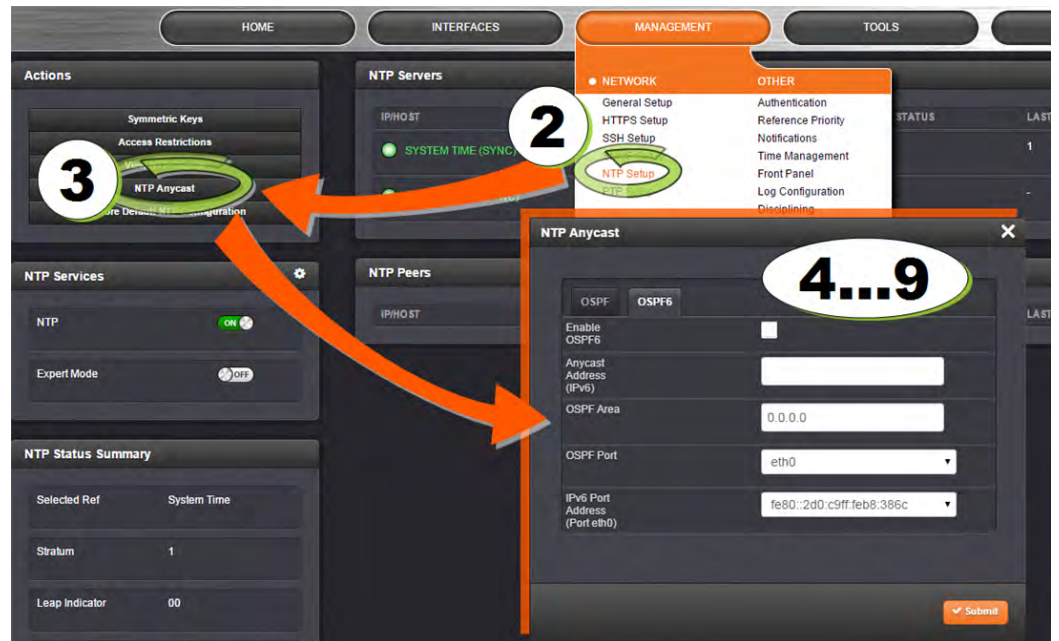 HOME
INTERFACES
MANAGEMENT
TOOLS
Actions
Symmetric Keys
Access Restrictions
NTP Anycast
NTP Servers
IP/HOST
STATUS
LAST
SYSTEM TIME (SYNC)
1
-
NETWORK
General Setup
HTTPS Setup
SSH Setup
NTP Setup
OTHER
Authentication
Reference Priority
Notifications
Time Management
Front Panel
Log Configuration
Disciplining
2
3
NTP Services
NTP
ON
Expert Mode
OFF
NTP Peers
IP/HOST
LAST
NTP Status Summary
Selected Ref System Time
Stratum 1
Leap Indicator 00
NTP Anycast
4...9
OSPF OSPF6
Enable
OSPF6
Anycast
Address
(IPv6)
OSPF Area 0.0.0.0
OSPF Port eth0
IPv6 Port
Address
(Port eth0)
fe80::2d0:c9ff:feb8:386c
Submit